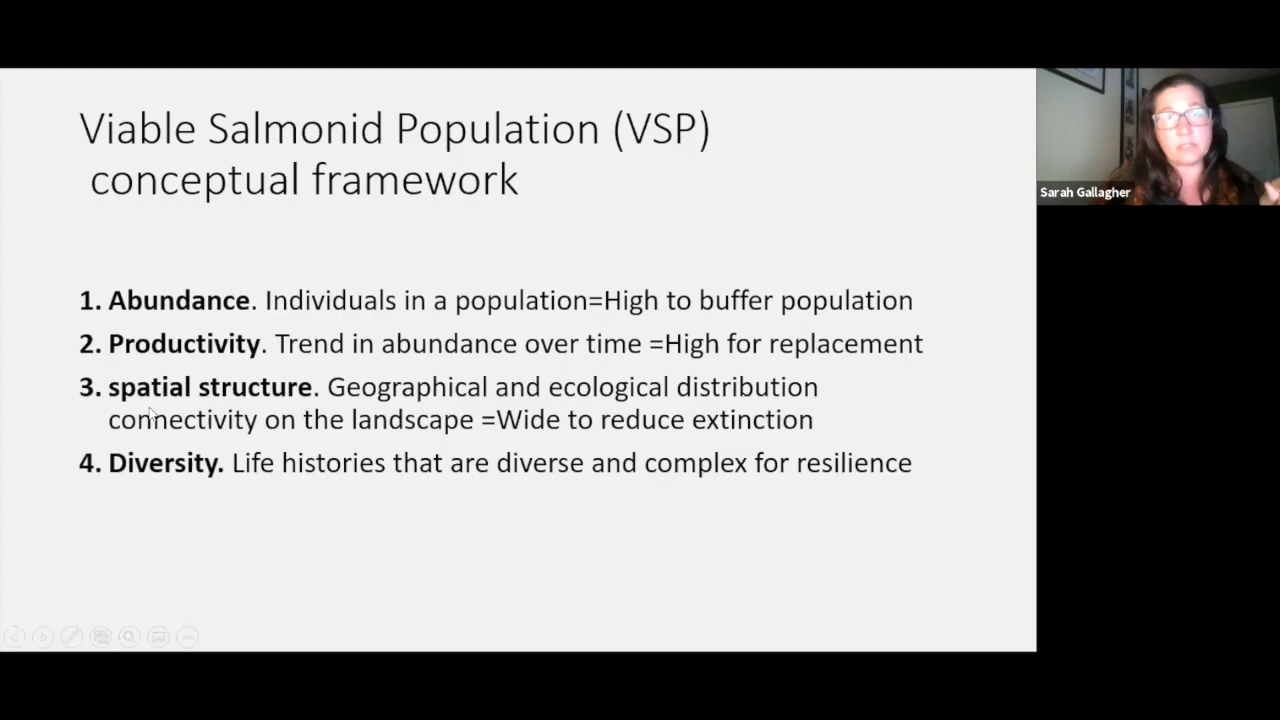 Viable Salmonid Population (VSP)
conceptual framework
1. Abundance. Individuals in a population=High to buffer population
2. Productivity. Trend in abundance over time =High for replacement
3. spatial structure. Geographical and ecological distribution
connectivity on the landscape =Wide to reduce extinction
4. Diversity. Life histories that are diverse and complex for resilience
Sarah Gallagher